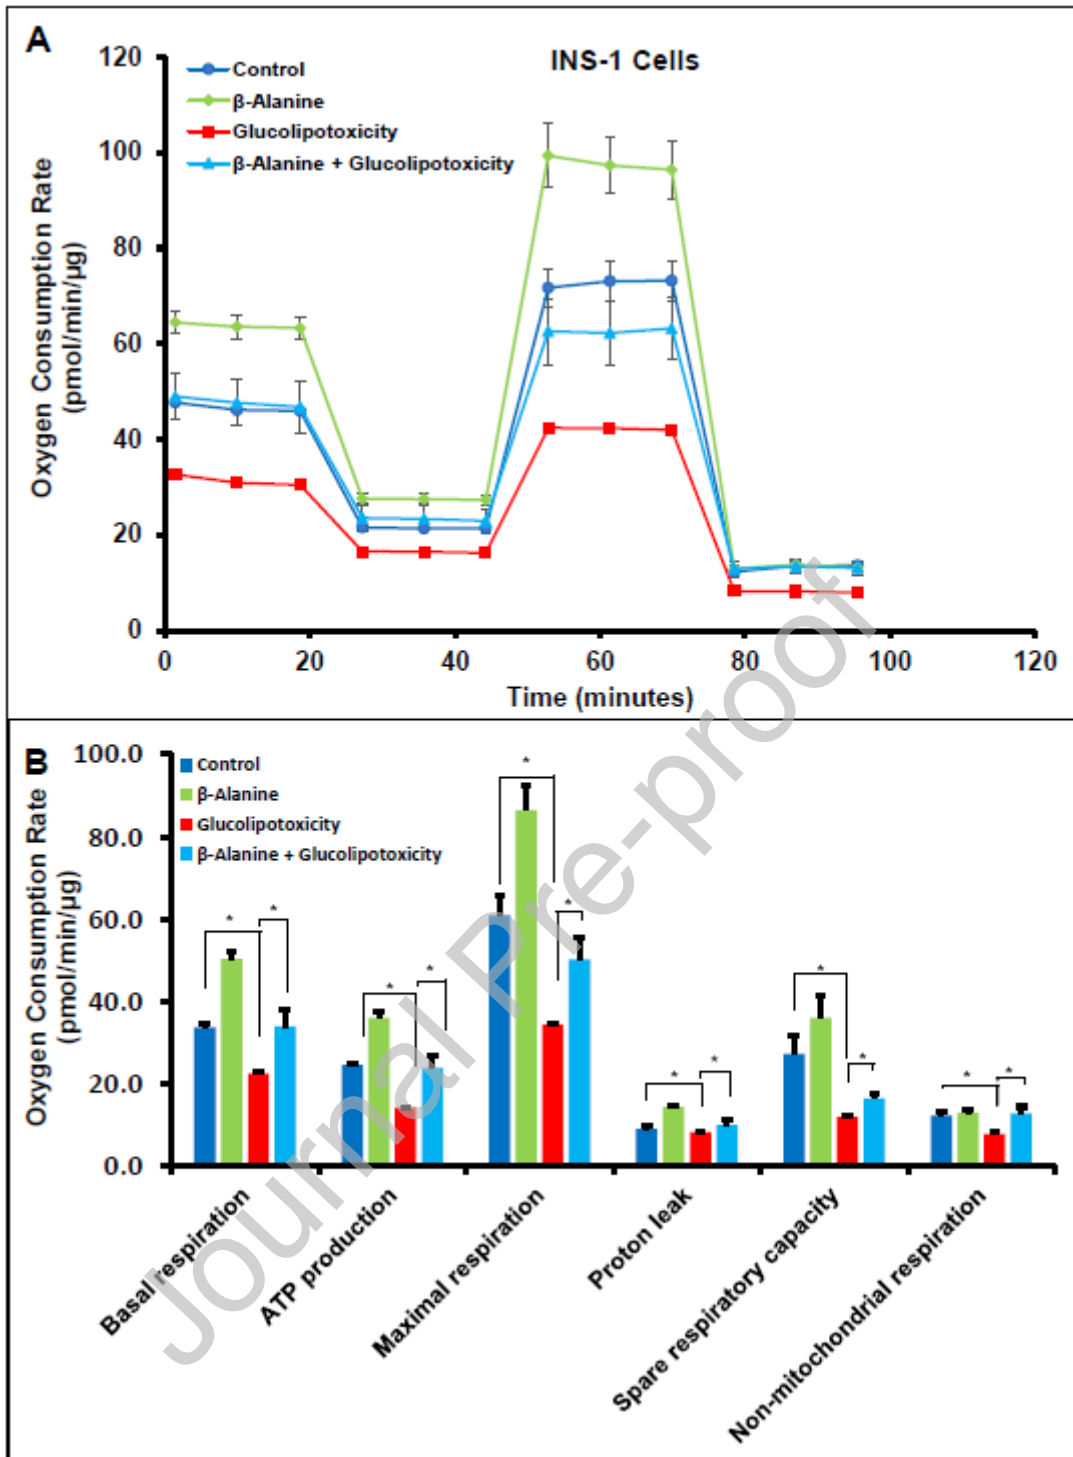 A
INS-1 Cells
Control
β-Alanine
Glucolipotoxicity
β-Alanine + Glucolipotoxicity
Oxygen Consumption Rate
(pmol/min/μg)
120
100
80
60
40
20
0
0 20 40 60 80 100 120
Time (minutes)
B
Control
β-Alanine
Glucolipotoxicity
β-Alanine + Glucolipotoxicity
Oxygen Consumption Rate
(pmol/min/μg)
100.0
80.0
60.0
40.0
20.0
0.0
* * * * * * * * * * * *
Basal respiration
ATP production
Maximal respiration
Proton leak
Spare respiratory capacity
Non-mitochondrial respiration
Journal Pre-proof